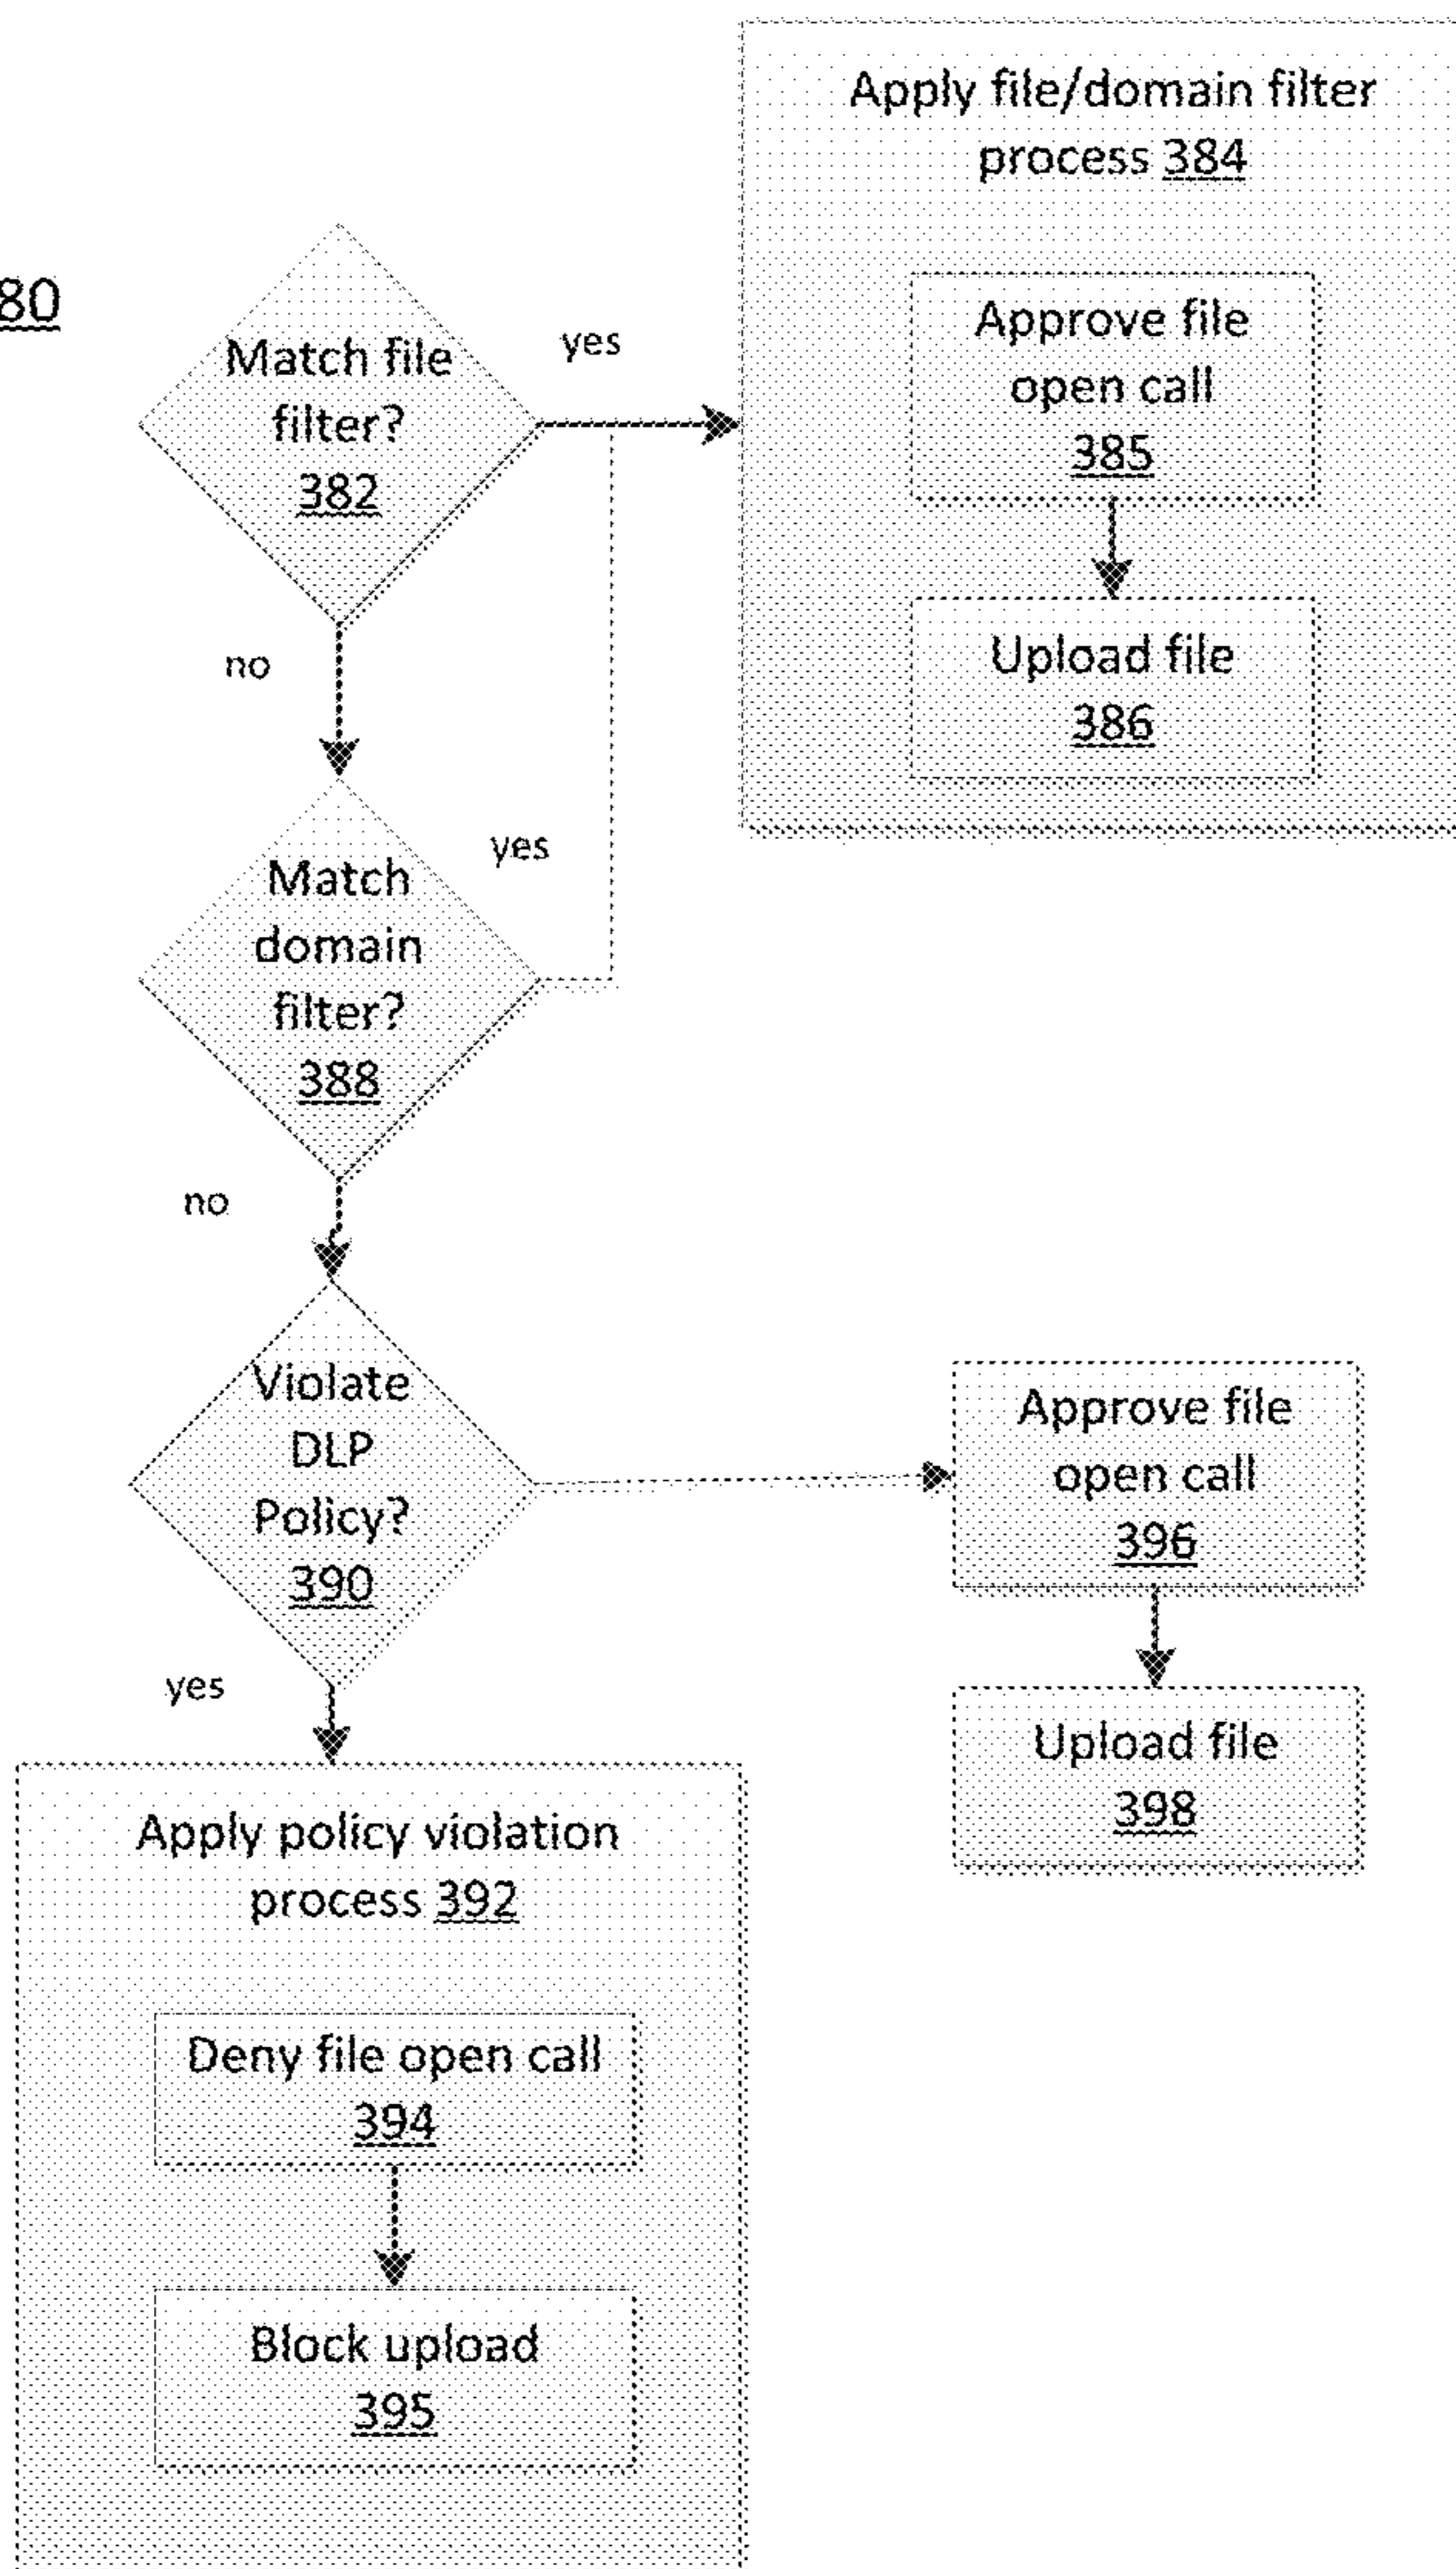 Apply file/domain filter
process 384
80
Match file
filter?
382
yes
Approve file
open call
385
no
Upload file
386
Match
domain
filter?
388
yes
no
Violate
DLP
Policy?
390
Approve file
open call
396
yes
Upload file
398
Apply policy violation
process 392
Deny file open call
394
Block upload
395